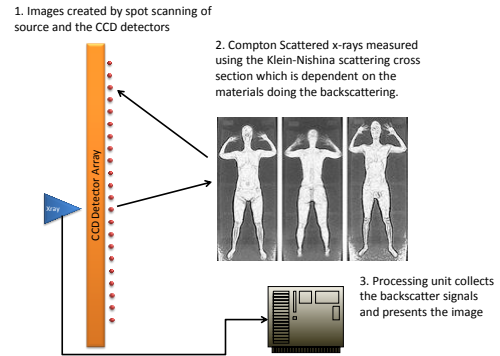 1. Images created by spot scanning of
source and the CCD detectors
2. Compton Scattered x-rays measured
using the Klein-Nishina scattering cross
section which is dependent on the
materials doing the backscattering.
CCD Detector Array
Xray
3. Processing unit collects
the backscatter signals
and presents the image